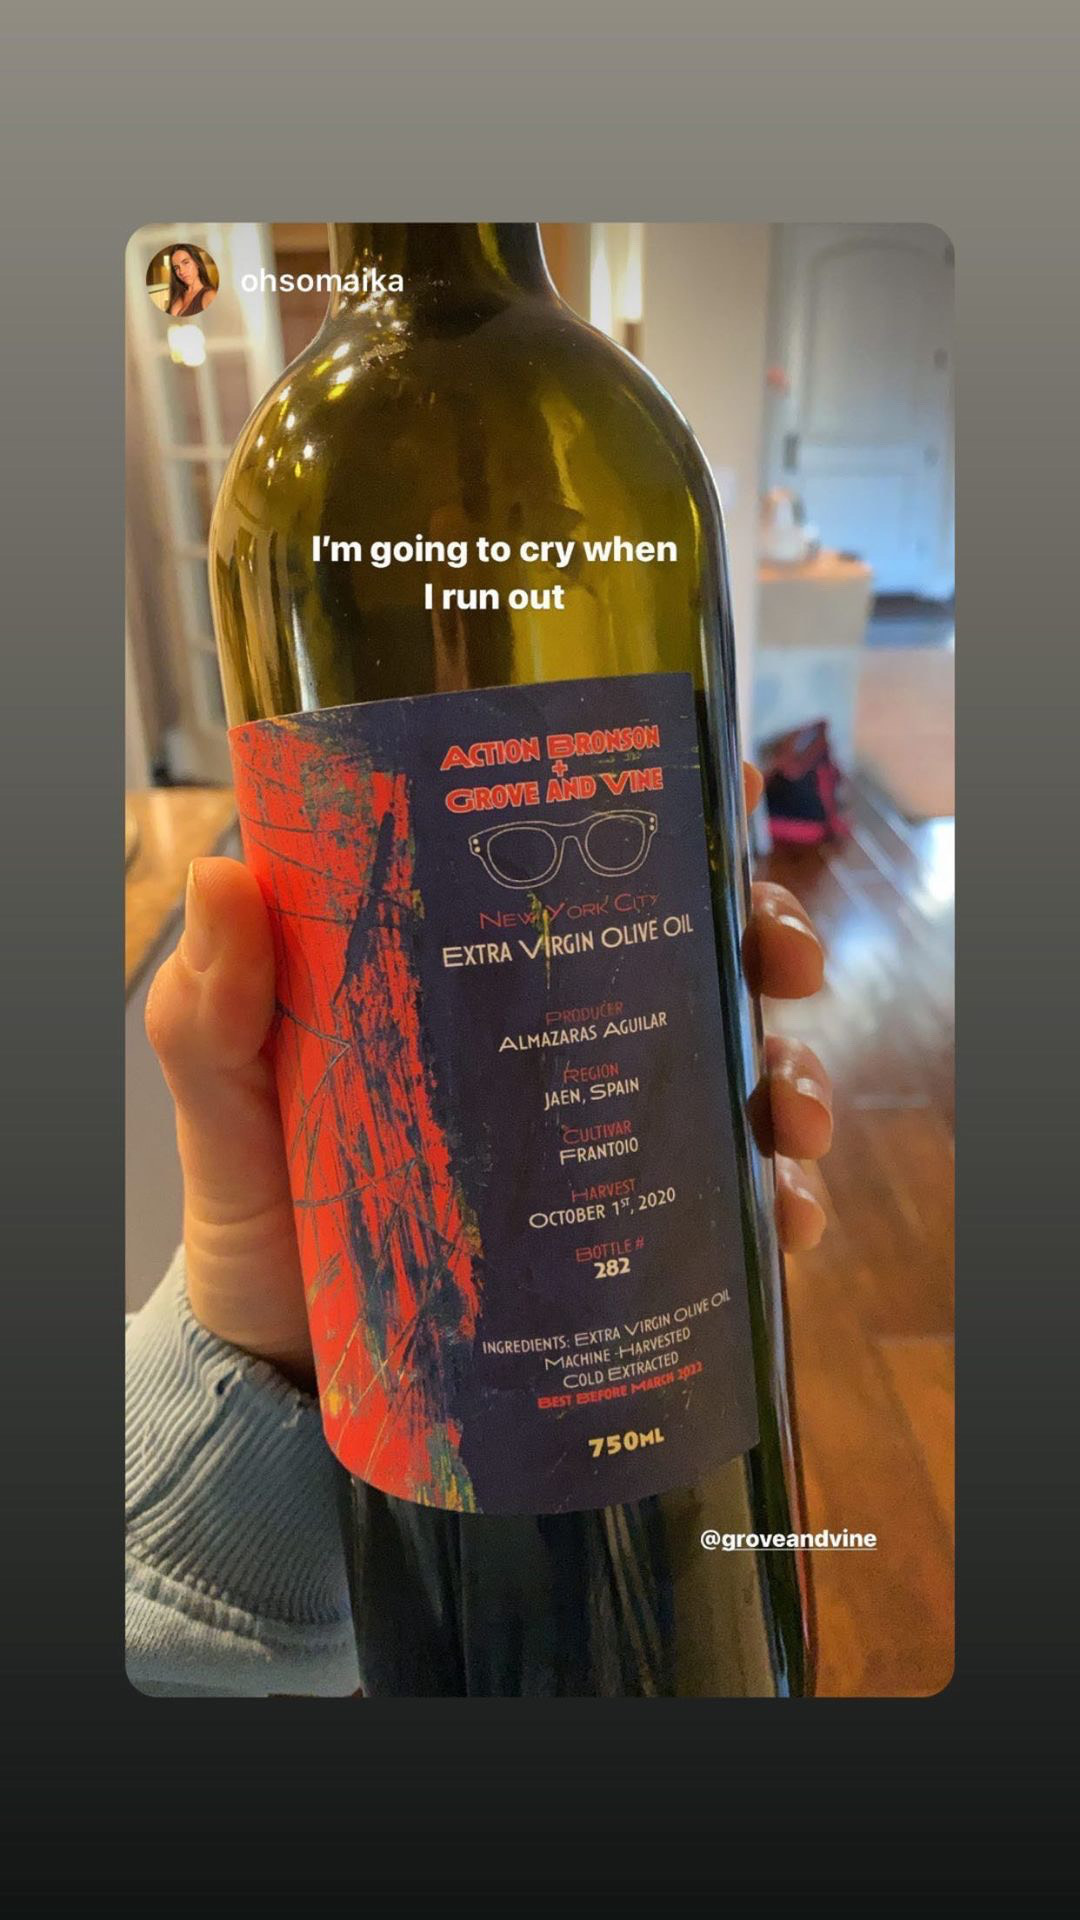 ohsomaika
I'm going to cry when
I run out
ACTION BRONSON
+
GROVE AND VINE
NEW YORK CITY
EXTRA VIRGIN OLIVE OIL
PRODUCER
ALMAZARAS AGUILAR
REGION
JAEN, SPAIN
CULTIVAR
FRANTOIO
HARVEST
OCTOBER 1ST, 2020
BOTTLE #
282
INGREDIENTS: EXTRA VIRGIN OLIVE OIL
MACHINE-HARVESTED
COLD EXTRACTED
BEST BEFORE MARCH 2022
750ML
@groveandvine